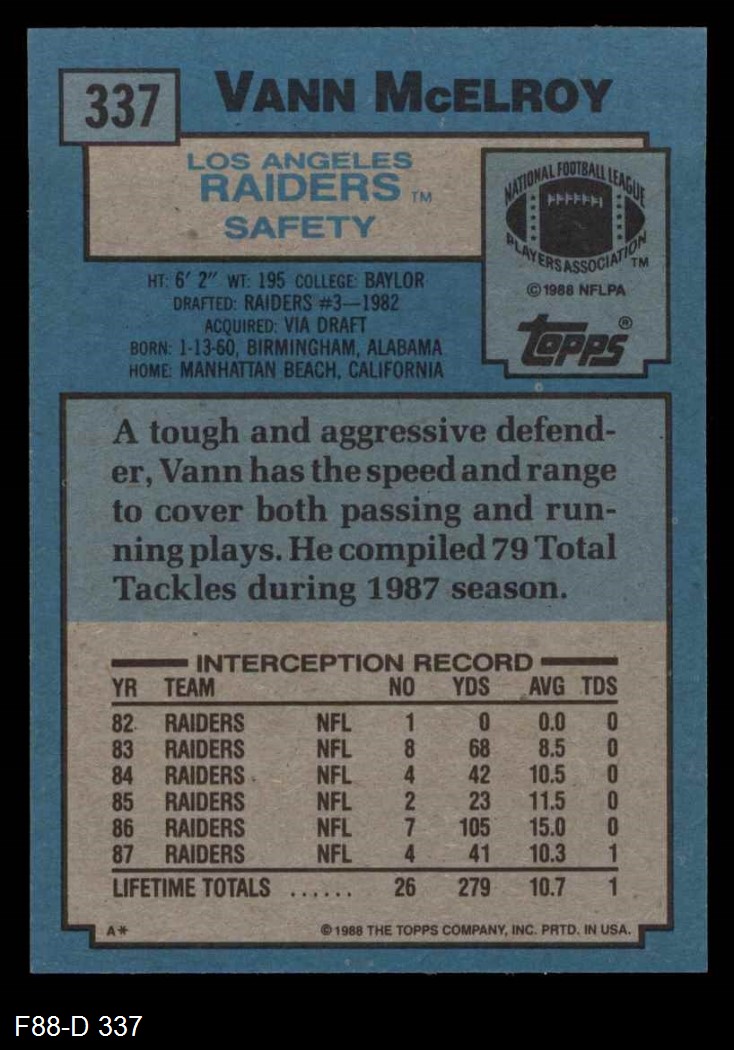 337
VANN MCELROY
LOS ANGELES
RAIDERS TM
SAFETY
NATIONAL FOOTBALL LEAGUE
PLAYERS ASSOCIATION TM
© 1988 NFLPA
Topps®
HT: 6' 2" WT: 195 COLLEGE: BAYLOR
DRAFTED: RAIDERS #3—1982
ACQUIRED: VIA DRAFT
BORN: 1-13-60, BIRMINGHAM, ALABAMA
HOME: MANHATTAN BEACH, CALIFORNIA
A tough and aggressive defend-
er, Vann has the speed and range
to cover both passing and run-
ning plays. He compiled 79 Total
Tackles during 1987 season.
INTERCEPTION RECORD
YR TEAM NO YDS AVG TDS
82 RAIDERS NFL 1 0 0.0 0
83 RAIDERS NFL 8 68 8.5 0
84 RAIDERS NFL 4 42 10.5 0
85 RAIDERS NFL 2 23 11.5 0
86 RAIDERS NFL 7 105 15.0 0
87 RAIDERS NFL 4 41 10.3 1
LIFETIME TOTALS ...... 26 279 10.7 1
A* © 1988 THE TOPPS COMPANY, INC. PRTD. IN USA.
F88-D 337